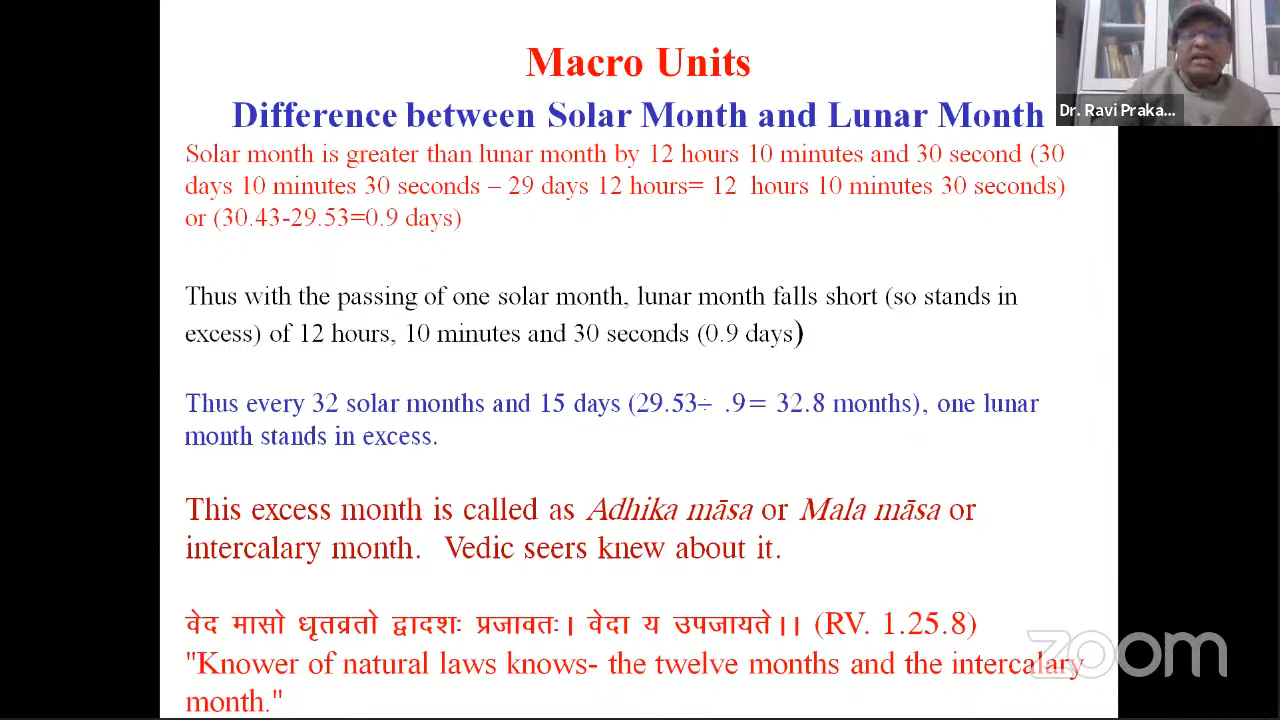 Macro Units
Difference between Solar Month and Lunar Month
Dr. Ravi Praka...
Solar month is greater than lunar month by 12 hours 10 minutes and 30 second (30
days 10 minutes 30 seconds – 29 days 12 hours= 12 hours 10 minutes 30 seconds)
or (30.43-29.53=0.9 days)
Thus with the passing of one solar month, lunar month falls short (so stands in
excess) of 12 hours, 10 minutes and 30 seconds (0.9 days)
Thus every 32 solar months and 15 days (29.53÷ .9= 32.8 months), one lunar
month stands in excess.
This excess month is called as Adhika māsa or Mala māsa or
intercalary month. Vedic seers knew about it.
वेद मासो धृतव्रतो द्वादशः प्रजावतः। वेदा य उपजायते।। (RV. 1.25.8)
"Knower of natural laws knows- the twelve months and the intercalary
month."
zoom